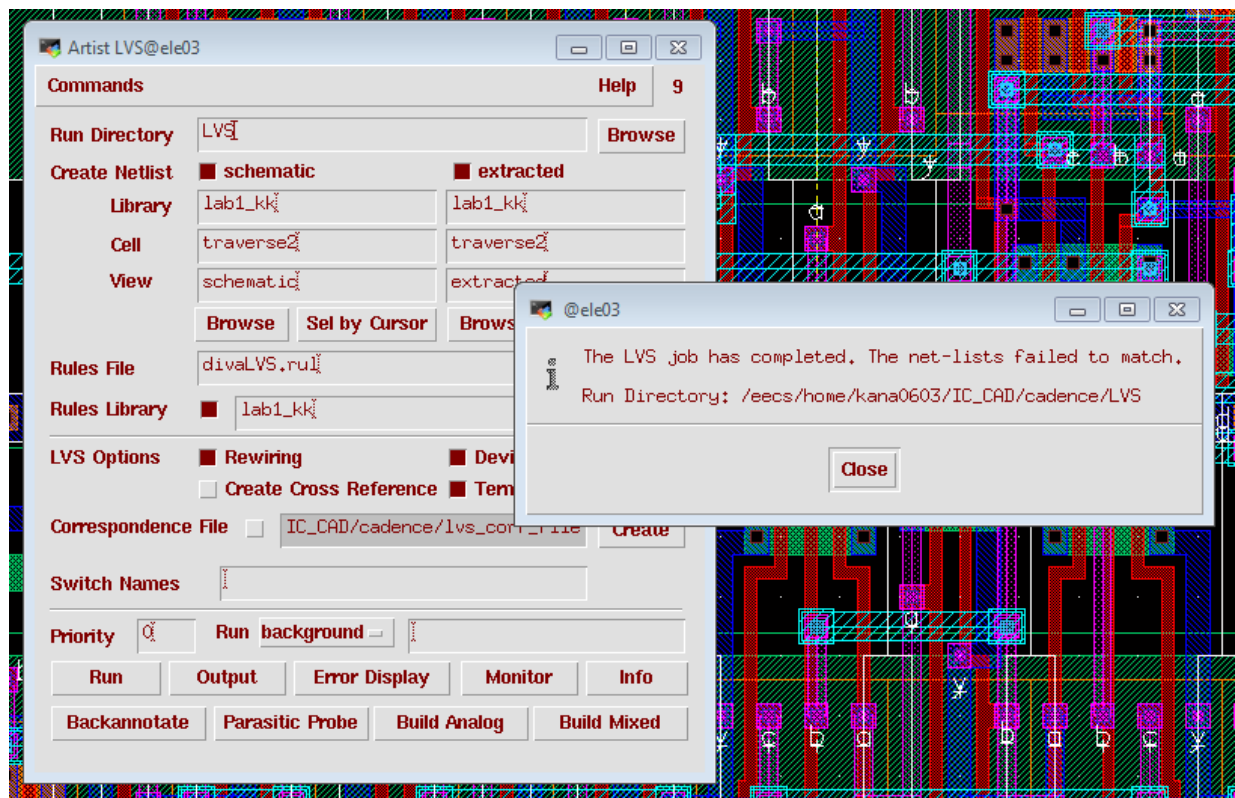 Artist LVS@ele03
Commands Help 9
Run Directory LVS Browse
Create Netlist schematic extracted
Library lab1_kk lab1_kk
Cell traverse2 traverse2
View schematic extracted
Browse Sel by Cursor Brows
Rules File divaLVS.rul
Rules Library lab1_kk
LVS Options Rewiring Devi
Create Cross Reference Tem
Correspondence File IC_CAD/cadence/lvs_corr_file Create
Switch Names
Priority 0 Run background
Run Output Error Display Monitor Info
Backannotate Parasitic Probe Build Analog Build Mixed
@ele03
The LVS job has completed. The net-lists failed to match.
Run Directory: /eecs/home/kana0603/IC_CAD/cadence/LVS
Close